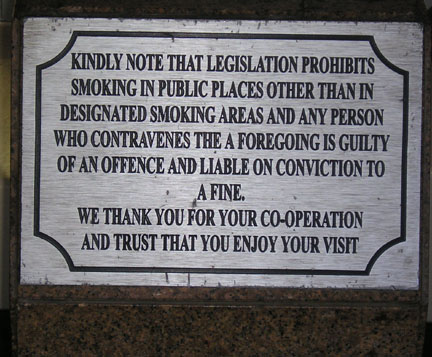 KINDLY NOTE THAT LEGISLATION PROHIBITS
SMOKING IN PUBLIC PLACES OTHER THAN IN
DESIGNATED SMOKING AREAS AND ANY PERSON
WHO CONTRAVENES THE A FOREGOING IS GUILTY
OF AN OFFENCE AND LIABLE ON CONVICTION TO
A FINE.
WE THANK YOU FOR YOUR CO-OPERATION
AND TRUST THAT YOU ENJOY YOUR VISIT